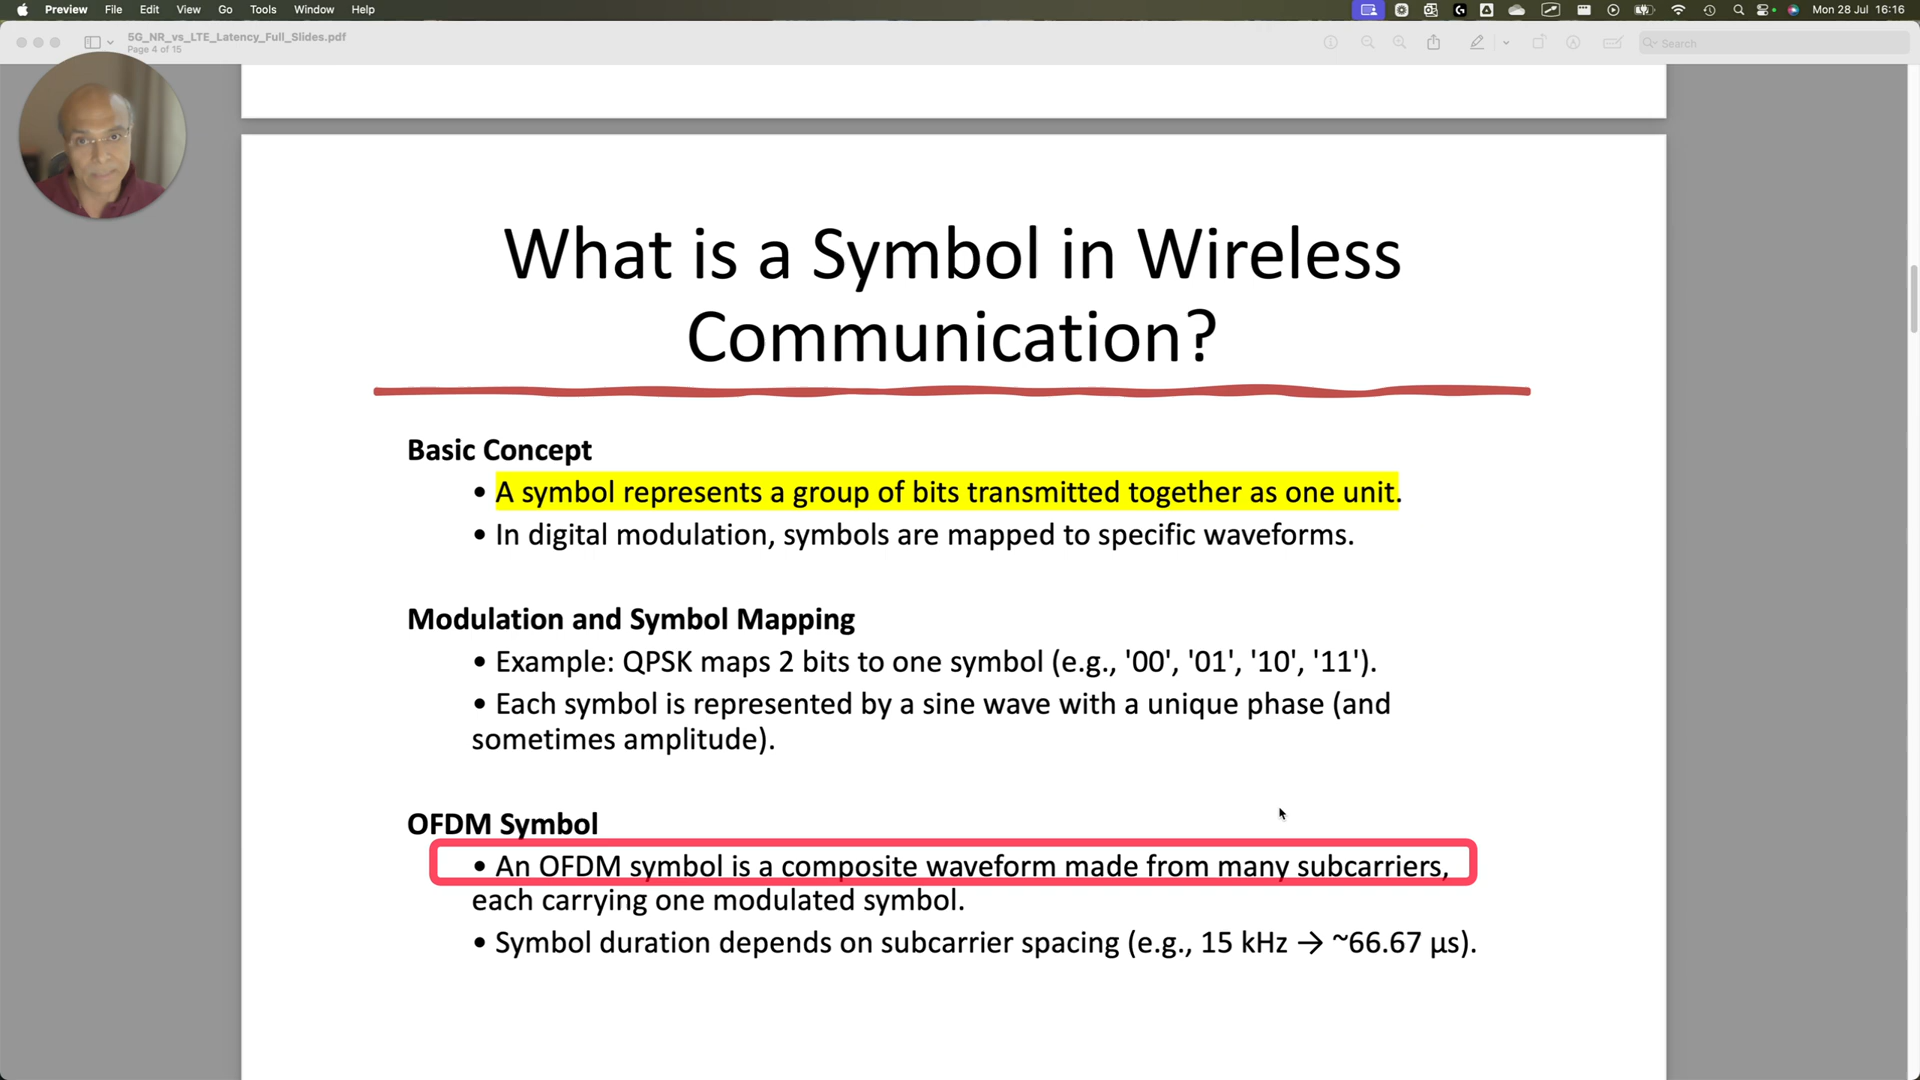 Preview File Edit View Go Tools Window Help Mon 28 Jul 16:16
5G_NR_vs_LTE_Latency_Full_Slides.pdf
Page 4 of 15
Search
What is a Symbol in Wireless
Communication?
Basic Concept
• A symbol represents a group of bits transmitted together as one unit.
• In digital modulation, symbols are mapped to specific waveforms.
Modulation and Symbol Mapping
• Example: QPSK maps 2 bits to one symbol (e.g., '00', '01', '10', '11').
• Each symbol is represented by a sine wave with a unique phase (and
sometimes amplitude).
OFDM Symbol
• An OFDM symbol is a composite waveform made from many subcarriers,
each carrying one modulated symbol.
• Symbol duration depends on subcarrier spacing (e.g., 15 kHz → ~66.67 µs).